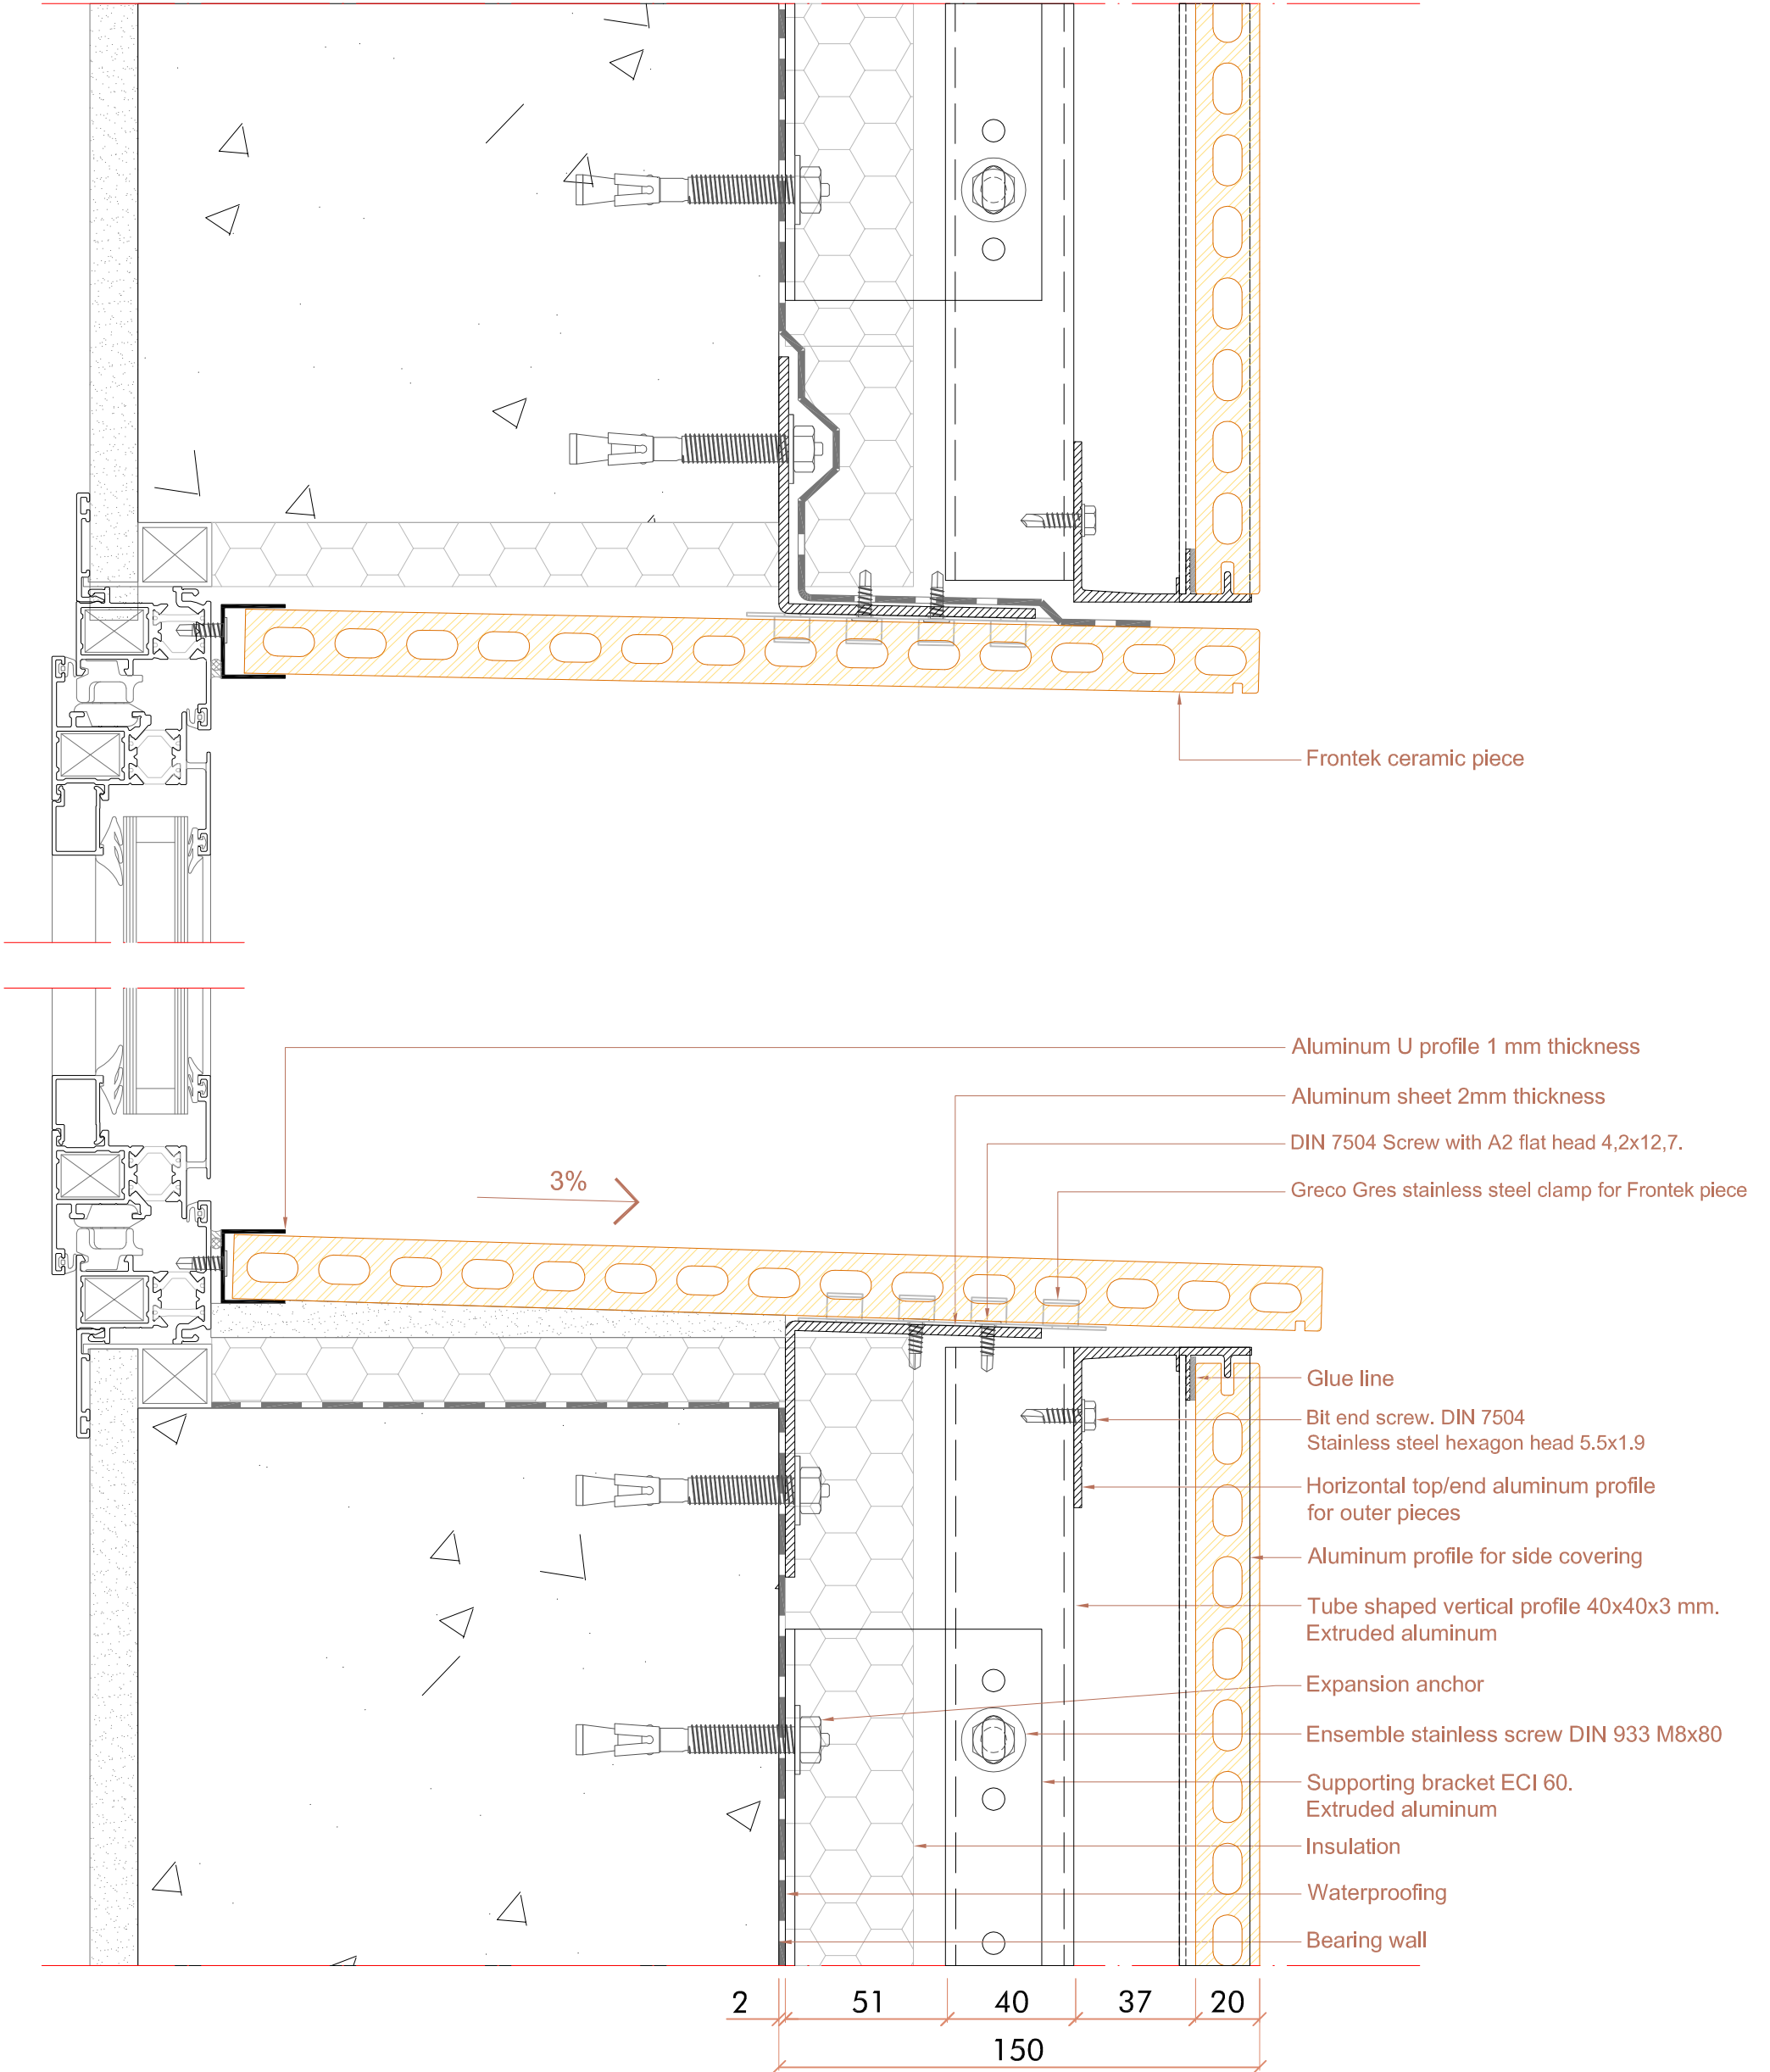 Frontek ceramic piece
Aluminum U profile 1 mm thickness
Aluminum sheet 2mm thickness
DIN 7504 Screw with A2 flat head 4,2x12,7.
3%
Greco Gres stainless steel clamp for Frontek piece
Glue line
Bit end screw. DIN 7504
Stainless steel hexagon head 5.5x1.9
Horizontal top/end aluminum profile
for outer pieces
Aluminum profile for side covering
Tube shaped vertical profile 40x40x3 mm.
Extruded aluminum
Expansion anchor
Ensemble stainless screw DIN 933 M8x80
Supporting bracket ECI 60.
Extruded aluminum
Insulation
Waterproofing
Bearing wall
2 51 40 37 20
150